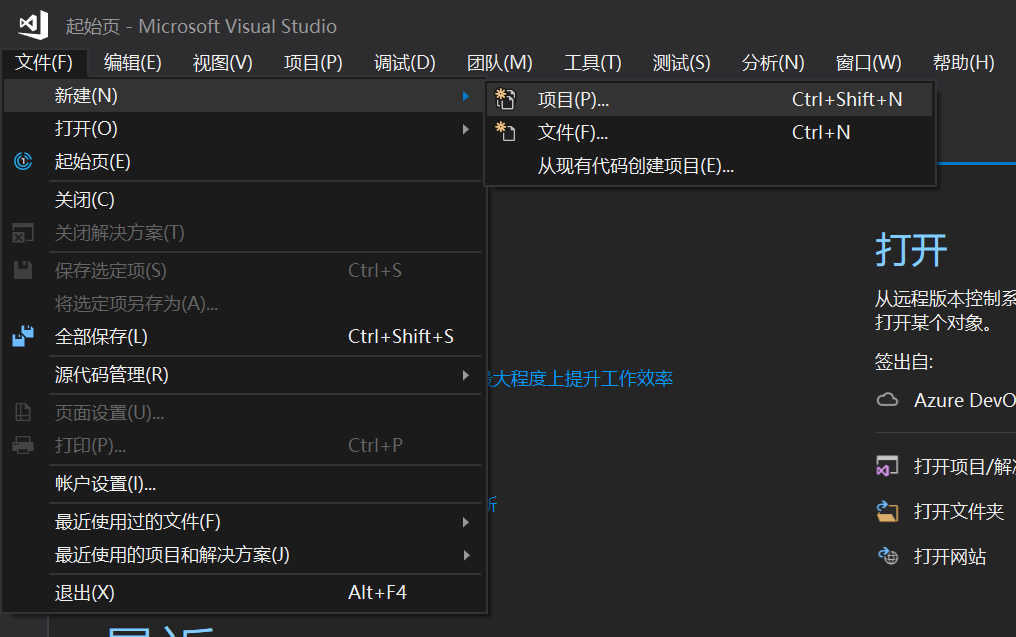 起始页 - Microsoft Visual Studio
文件(F) 编辑(E) 视图(V) 项目(P) 调试(D) 团队(M) 工具(T) 测试(S) 分析(N) 窗口(W) 帮助(H)
新建(N)
项目(P)... Ctrl+Shift+N
文件(F)... Ctrl+N
从现有代码创建项目(E)...
打开(O)
起始页(E)
关闭(C)
关闭解决方案(T)
保存选定项(S) Ctrl+S
将选定项另存为(A)...
全部保存(L) Ctrl+Shift+S
源代码管理(R)
页面设置(U)...
打印(P)... Ctrl+P
帐户设置(I)...
最近使用过的文件(F)
最近使用的项目和解决方案(J)
退出(X) Alt+F4
大程度上提升工作效率
打开
从远程版本控制系
打开某个对象。
签出自:
Azure DevO
打开项目/解
打开文件夹
打开网站